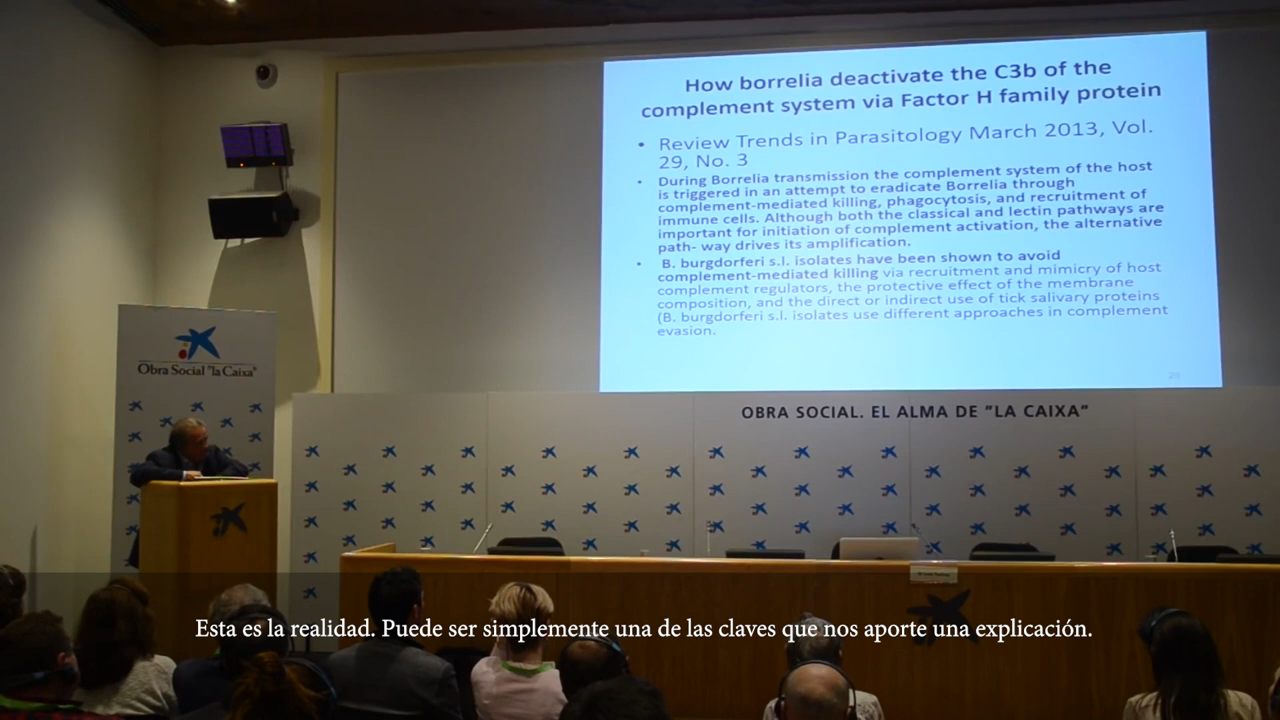 How borrelia deactivate the C3b of the
complement system via Factor H family protein
• Review Trends in Parasitology March 2013, Vol.
29, No. 3
• During Borrelia transmission the complement system of the host
is triggered in an attempt to eradicate Borrelia through
complement-mediated killing, phagocytosis, and recruitment of
immune cells. Although both the classical and lectin pathways are
important for initiation of complement activation, the alternative
path- way drives its amplification.
• B. burgdorferi s.l. isolates have been shown to avoid
complement-mediated killing via recruitment and mimicry of host
complement regulators, the protective effect of the membrane
composition, and the direct or indirect use of tick salivary proteins
(B. burgdorferi s.l. isolates use different approaches in complement
evasion.
Obra Social "la Caixa"
OBRA SOCIAL. EL ALMA DE "LA CAIXA"
Esta es la realidad. Puede ser simplemente una de las claves que nos aporte una explicación.